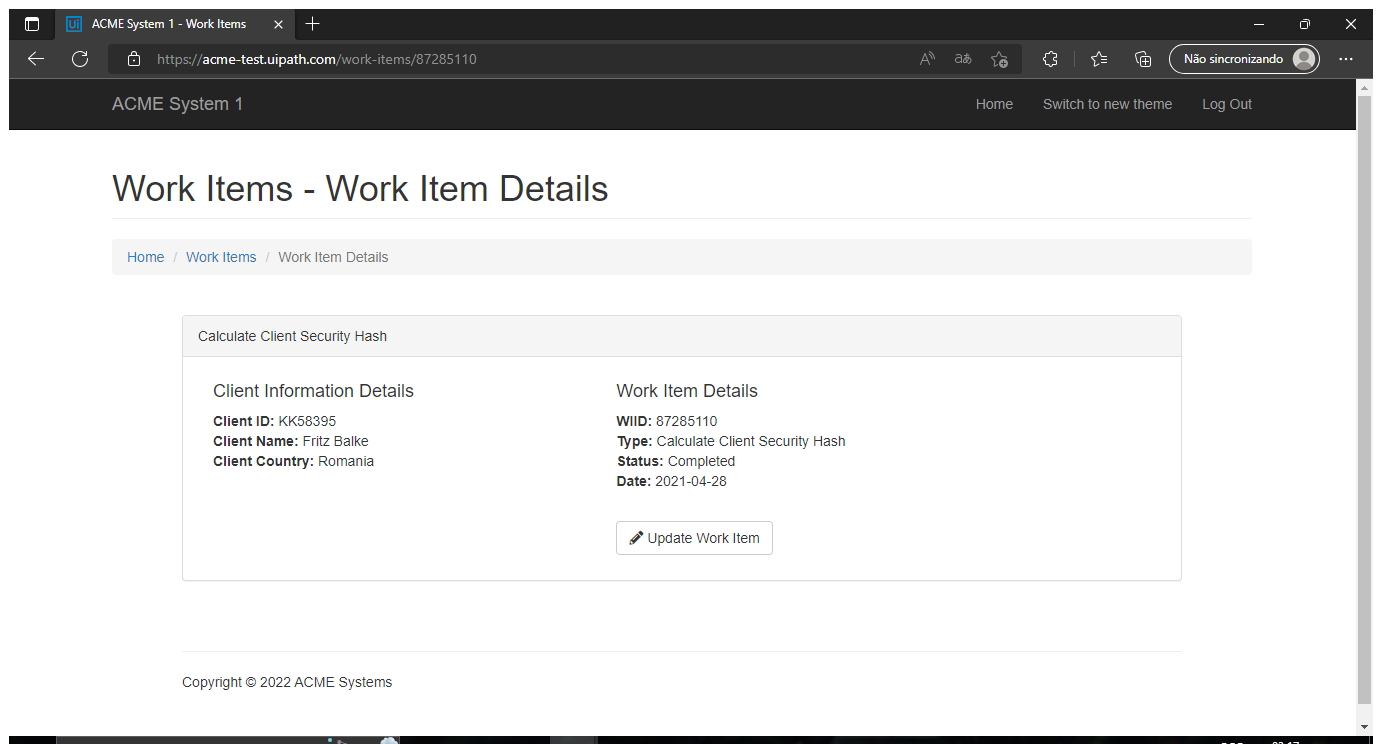 Ui ACME System 1 - Work Items
https://acme-test.uipath.com/work-items/87285110
Não sincronizando
ACME System 1
Home Switch to new theme Log Out
Work Items - Work Item Details
Home / Work Items / Work Item Details
Calculate Client Security Hash
Client Information Details
Client ID: KK58395
Client Name: Fritz Balke
Client Country: Romania
Work Item Details
WIID: 87285110
Type: Calculate Client Security Hash
Status: Completed
Date: 2021-04-28
Update Work Item
Copyright © 2022 ACME Systems